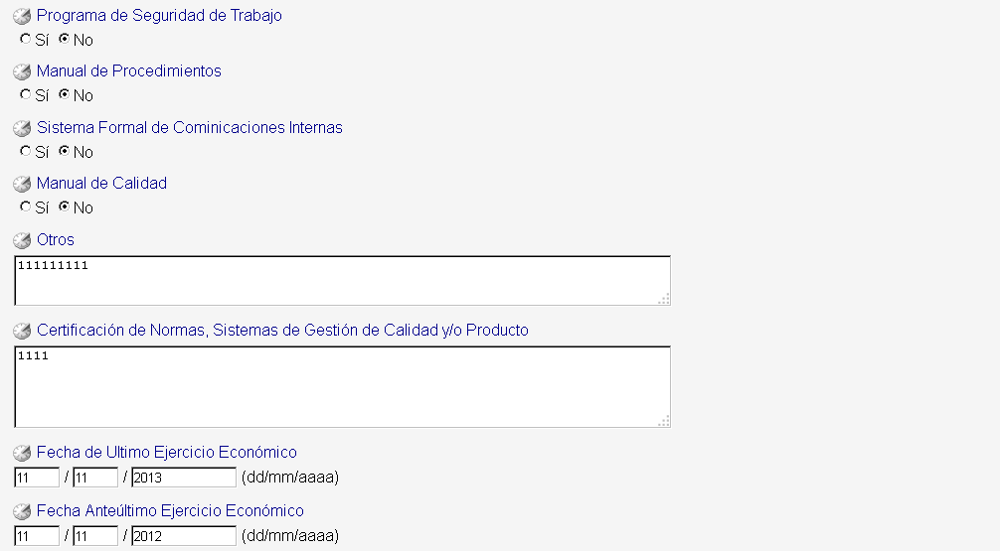 Programa de Seguridad de Trabajo
Sí No
Manual de Procedimientos
Sí No
Sistema Formal de Cominicaciones Internas
Sí No
Manual de Calidad
Sí No
Otros
111111111
Certificación de Normas, Sistemas de Gestión de Calidad y/o Producto
1111
Fecha de Ultimo Ejercicio Económico
11 / 11 / 2013 (dd/mm/aaaa)
Fecha Anteúltimo Ejercicio Económico
11 / 11 / 2012 (dd/mm/aaaa)